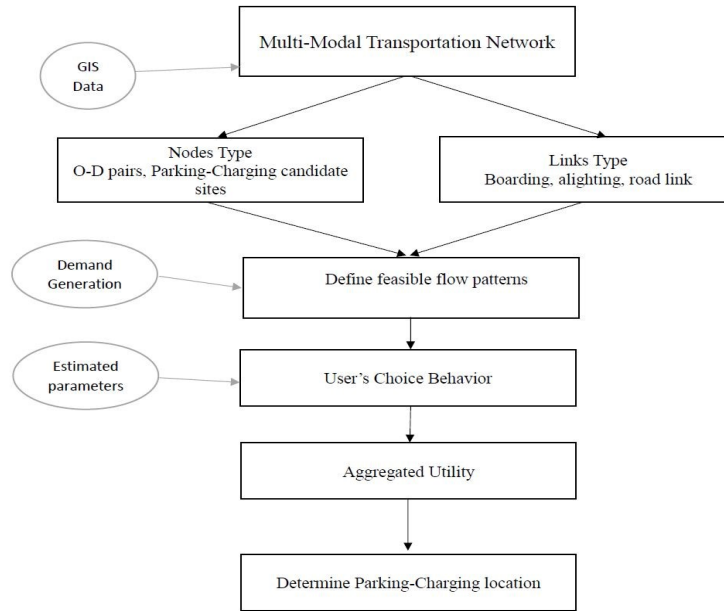 Multi-Modal Transportation Network
GIS
Data
Nodes Type
O-D pairs, Parking-Charging candidate
sites
Links Type
Boarding, alighting, road link
Demand
Generation
Define feasible flow patterns
Estimated
parameters
User’s Choice Behavior
Aggregated Utility
Determine Parking-Charging location